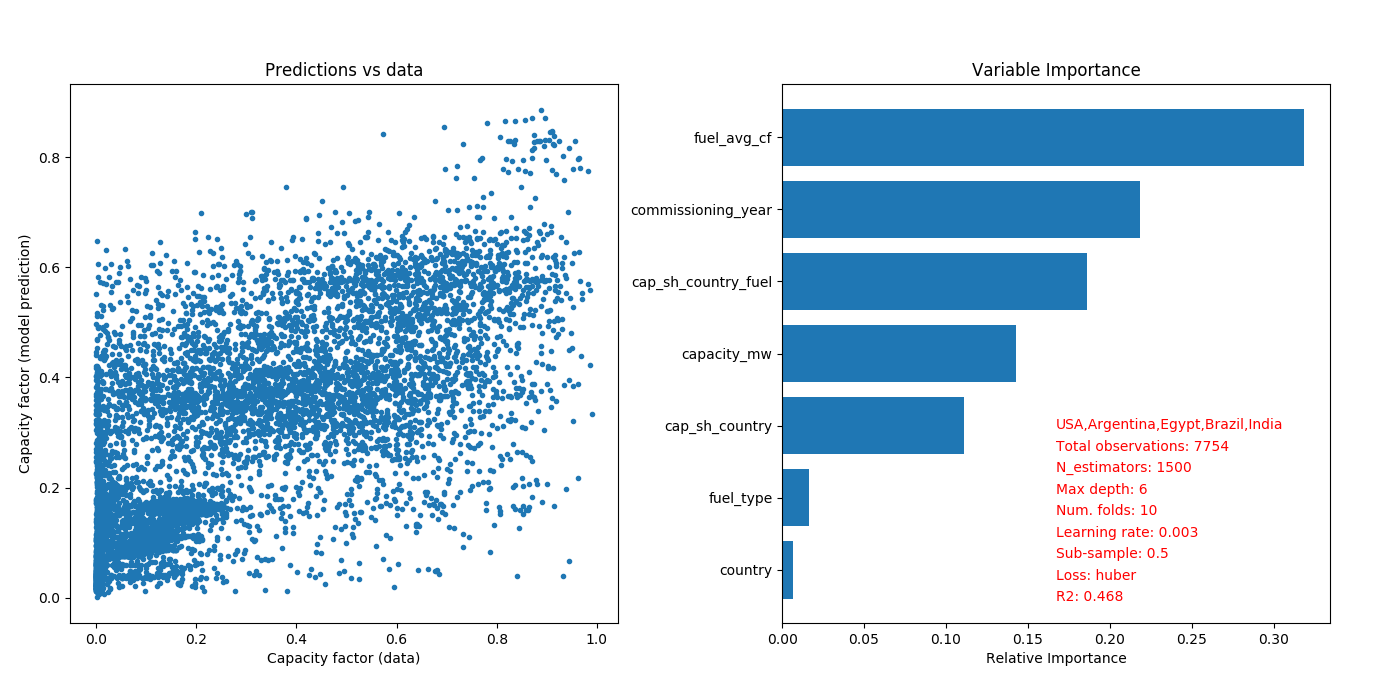 Predictions vs data
Capacity factor (model prediction)
0.8
0.6
0.4
0.2
0.0
0.0 0.2 0.4 0.6 0.8 1.0
Capacity factor (data)
Variable Importance
fuel_avg_cf
commissioning_year
cap_sh_country_fuel
capacity_mw
cap_sh_country
fuel_type
country
USA,Argentina,Egypt,Brazil,India
Total observations: 7754
N_estimators: 1500
Max depth: 6
Num. folds: 10
Learning rate: 0.003
Sub-sample: 0.5
Loss: huber
R2: 0.468
0.00 0.05 0.10 0.15 0.20 0.25 0.30
Relative Importance